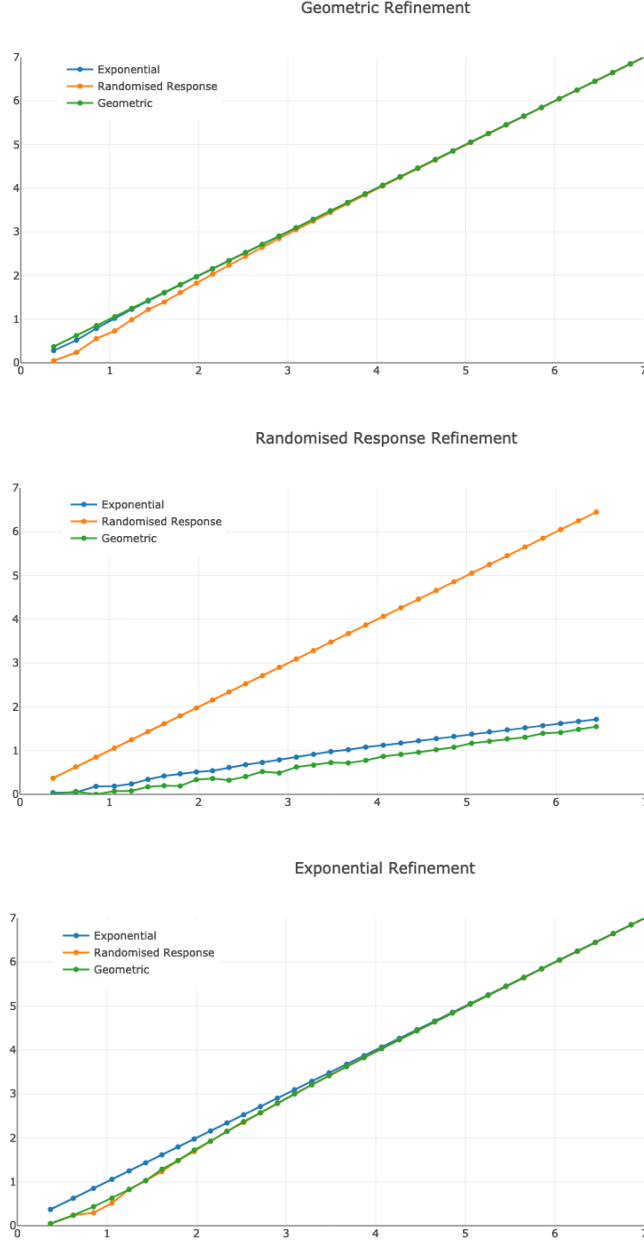 Geometric Refinement
7
Exponential
Randomised Response
Geometric
6
5
4
3
2
1
0
0 1 2 3 4 5 6 7
Randomised Response Refinement
7
Exponential
Randomised Response
Geometric
6
5
4
3
2
1
0
0 1 2 3 4 5 6 7
Exponential Refinement
7
Exponential
Randomised Response
Geometric
6
5
4
3
2
1
0
0 1 2 3 4 5 6 7